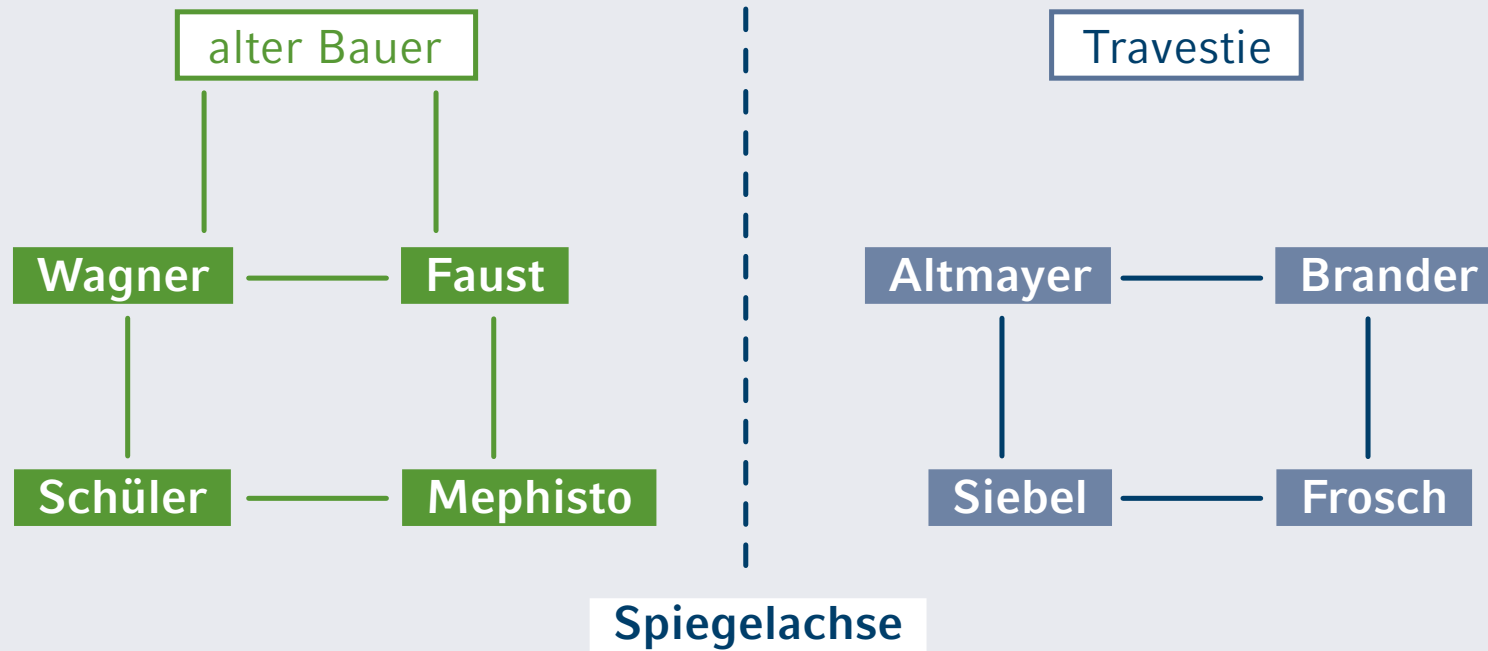 alter Bauer
Travestie
Wagner
Faust
Altmayer
Brander
Schüler
Mephisto
Siebel
Frosch
Spiegelachse